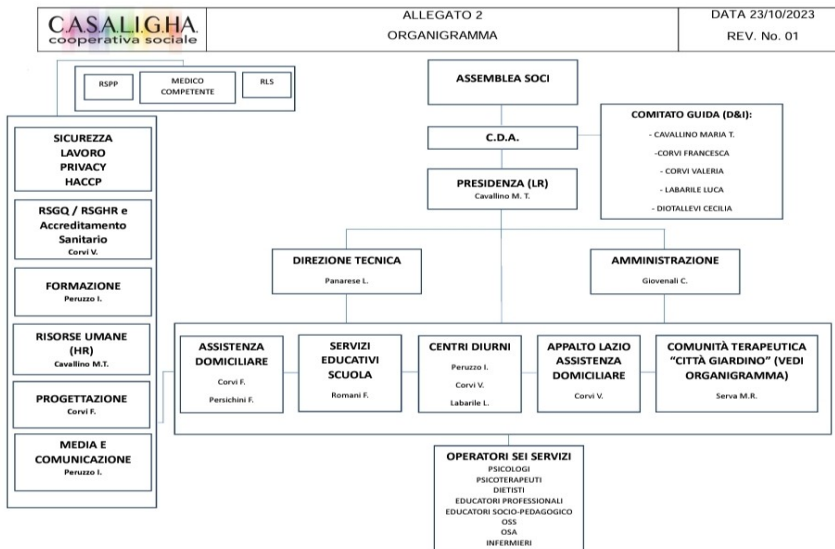 C.A.S.A.L.I.G.HA.
cooperativa sociale
ALLEGATO 2
ORGANIGRAMMA
DATA 23/10/2023
REV. No. 01
RSPP
MEDICO
COMPETENTE
RLS
ASSEMBLEA SOCI
C.D.A.
PRESIDENZA (LR)
Cavallino M. T.
COMITATO GUIDA (D&I):
- CAVALLINO MARIA T.
-CORVI FRANCESCA
- CORVI VALERIA
- LABARILE LUCA
- DIOTALLEVI CECILIA
SICUREZZA
LAVORO
PRIVACY
HACCP
RSGQ / RSGHR e
Accreditamento
Sanitario
Corvi V.
FORMAZIONE
Peruzzo I.
RISORSE UMANE
(HR)
Cavallino M.T.
PROGETTAZIONE
Corvi F.
MEDIA E
COMUNICAZIONE
Peruzzo I.
DIREZIONE TECNICA
Panarese L.
AMMINISTRAZIONE
Giovenali C.
ASSISTENZA
DOMICILIARE
Corvi F.
Persichini F.
SERVIZI
EDUCATIVI
SCUOLA
Romani F.
CENTRI DIURNI
Peruzzo I.
Corvi V.
Labarile L.
APPALTO LAZIO
ASSISTENZA
DOMICILIARE
Corvi V.
COMUNITÀ TERAPEUTICA
“CITTÀ GIARDINO” (VEDI
ORGANIGRAMMA)
Serva M.R.
OPERATORI SEI SERVIZI
PSICOLOGI
PSICOTERAPEUTI
DIETISTI
EDUCATORI PROFESSIONALI
EDUCATORI SOCIO-PEDAGOGICO
OSS
OSA
INFERMIERI